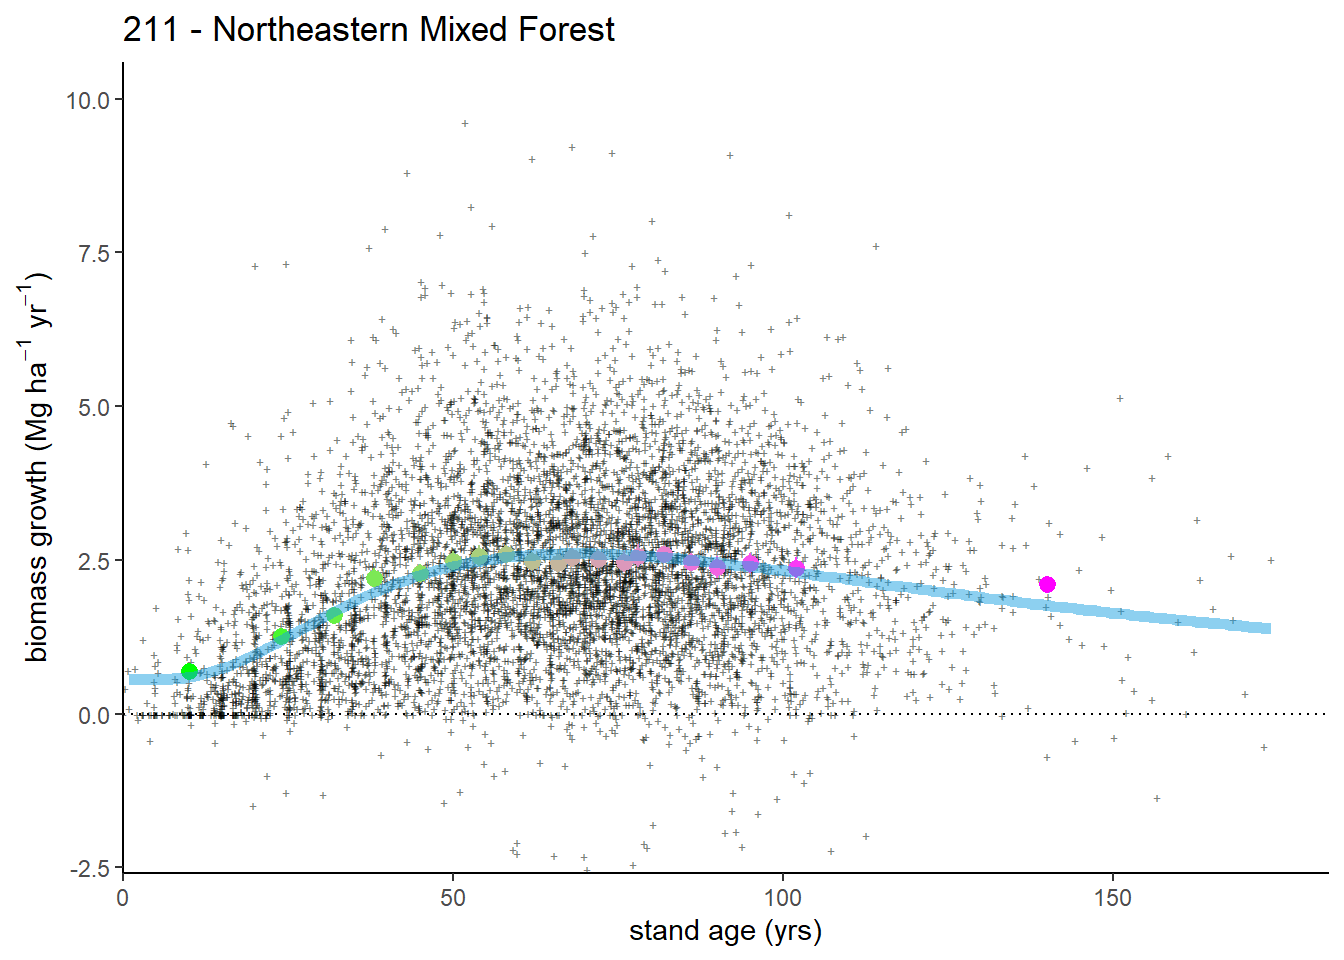 211 - Northeastern Mixed Forest
10.0
7.5
5.0
2.5
0.0
-2.5
biomass growth (Mg ha⁻¹ yr⁻¹)
0 50 100 150
stand age (yrs)